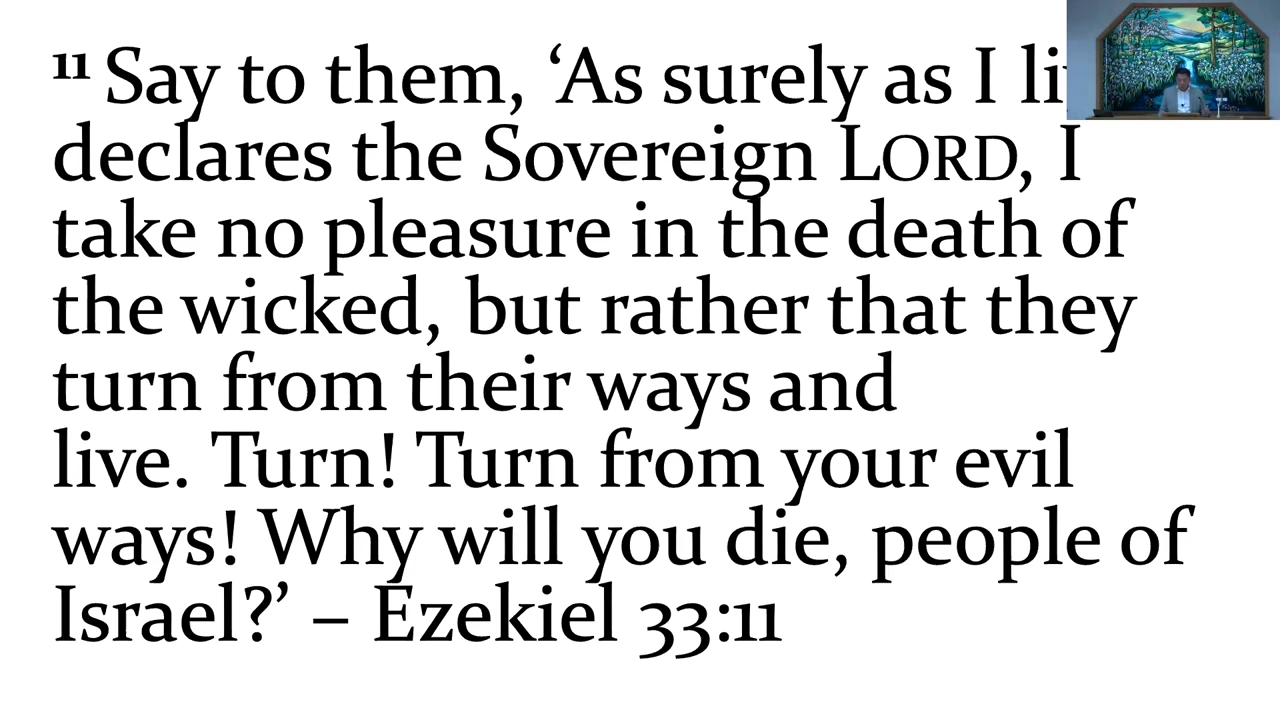 11 Say to them, ‘As surely as I
declares the Sovereign LORD, I
take no pleasure in the death of
the wicked, but rather that they
turn from their ways and
live. Turn! Turn from your evil
ways! Why will you die, people of
Israel?’ – Ezekiel 33:11